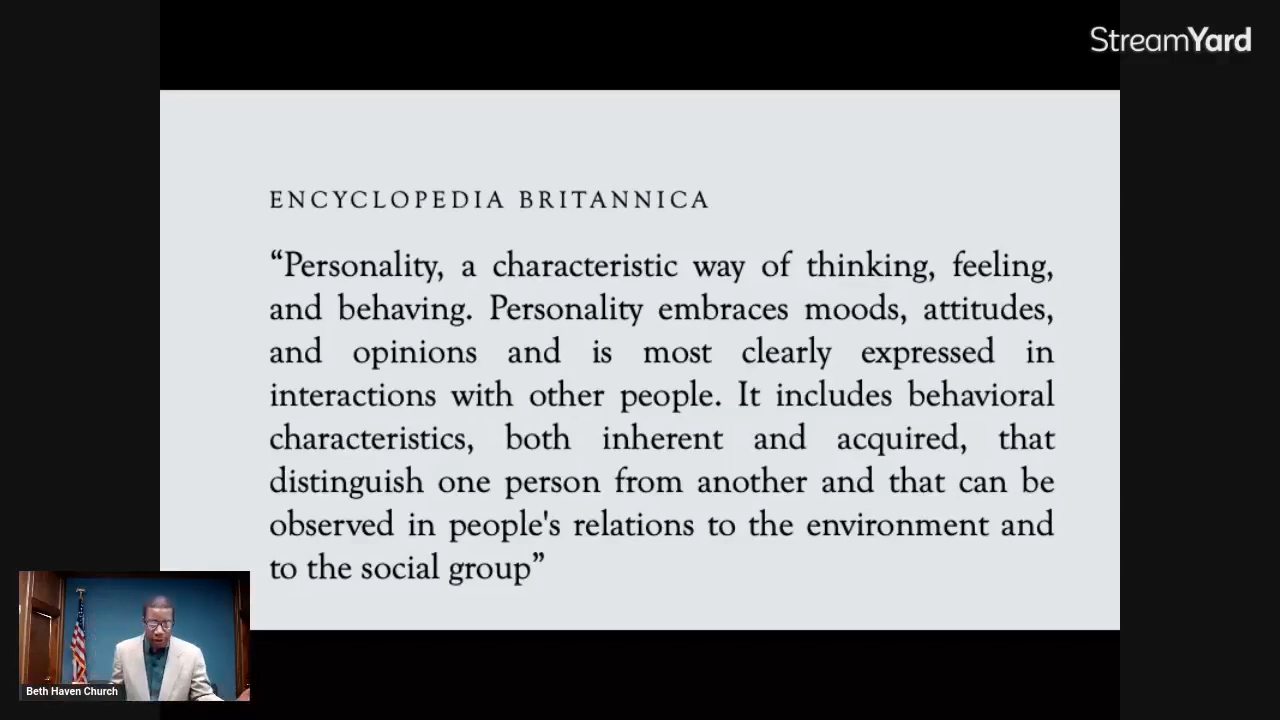 StreamYard
ENCYCLOPEDIA BRITANNICA
“Personality, a characteristic way of thinking, feeling,
and behaving. Personality embraces moods, attitudes,
and opinions and is most clearly expressed in
interactions with other people. It includes behavioral
characteristics, both inherent and acquired, that
distinguish one person from another and that can be
observed in people's relations to the environment and
to the social group”
Beth Haven Church